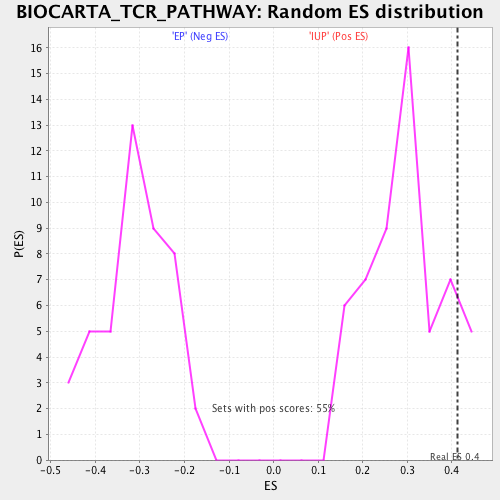 BIOCARTA_TCR_PATHWAY: Random ES distribution
'EP' (Neg ES) 'IUP' (Pos ES)
16
15
14
13
12
11
10
9
8
7
6
5
4
3
2
1
0
P(ES)
Sets with pos scores: 55%
Real ES 0.4
-0.5 -0.4 -0.3 -0.2 -0.1 0.0 0.1 0.2 0.3 0.4
ES